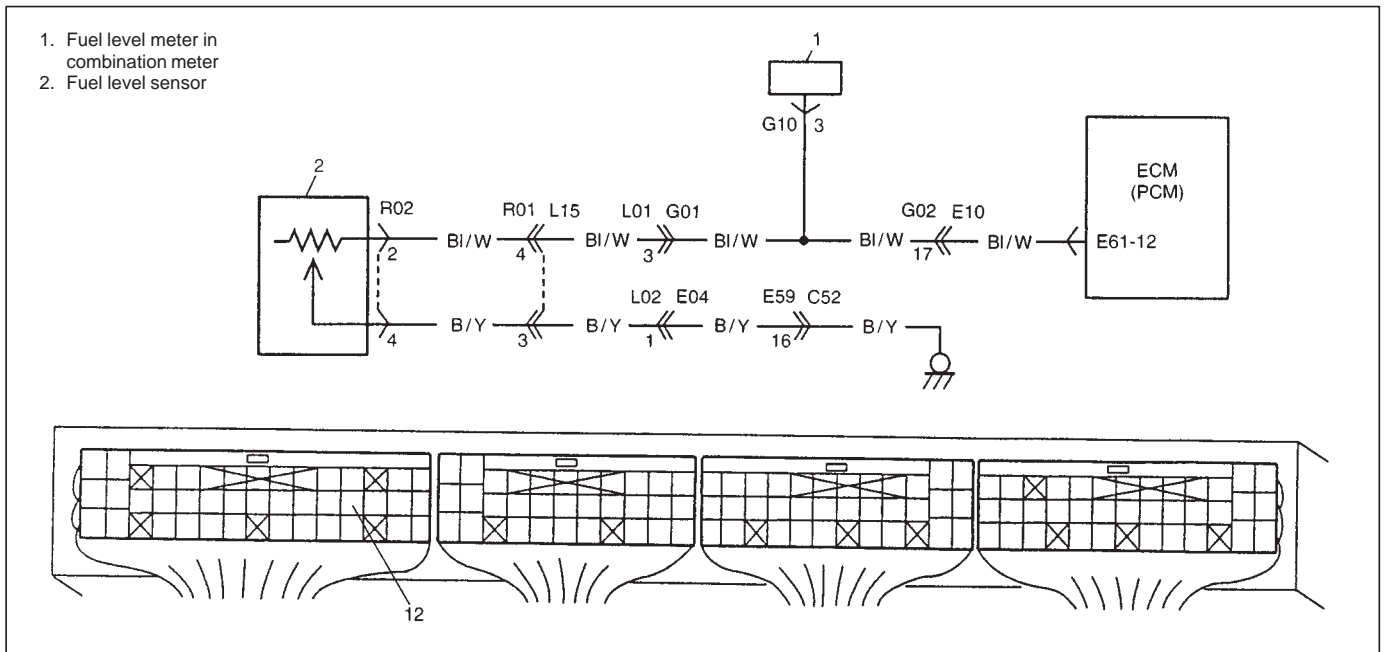 1. Fuel level meter in
combination meter
2. Fuel level sensor
1
G10 3
ECM
(PCM)
2
R02 R01 L15 L01 G01 G02 E10
Bl/W Bl/W Bl/W Bl/W Bl/W E61-12
2 4 3 17
L02 E04 E59 C52
B/Y B/Y B/Y B/Y
4 3 1 16
12